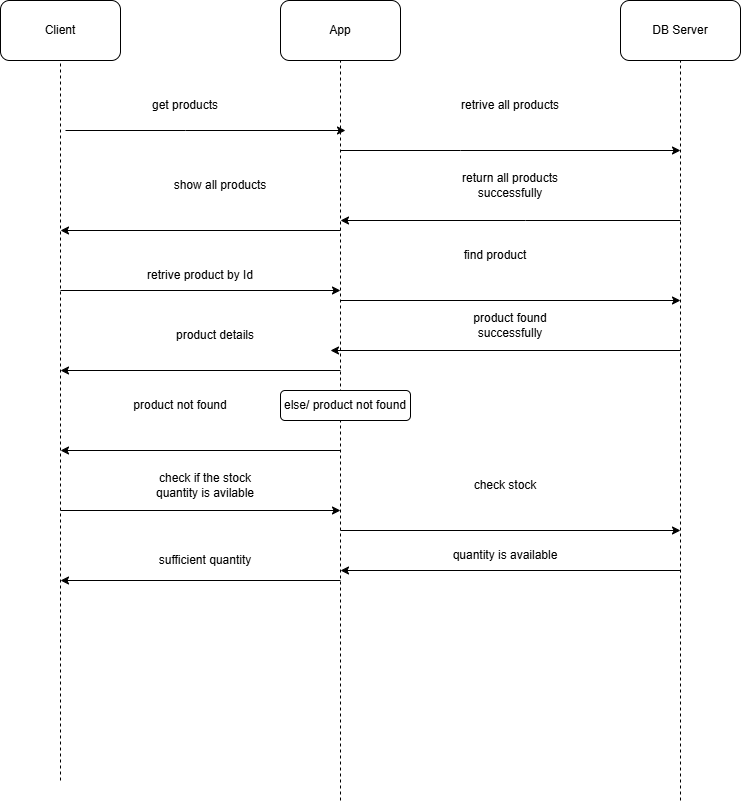 Client
App
DB Server
get products
retrive all products
show all products
return all products
successfully
find product
retrive product by Id
product details
product found
successfully
product not found
else/ product not found
check if the stock
quantity is avilable
check stock
sufficient quantity
quantity is available